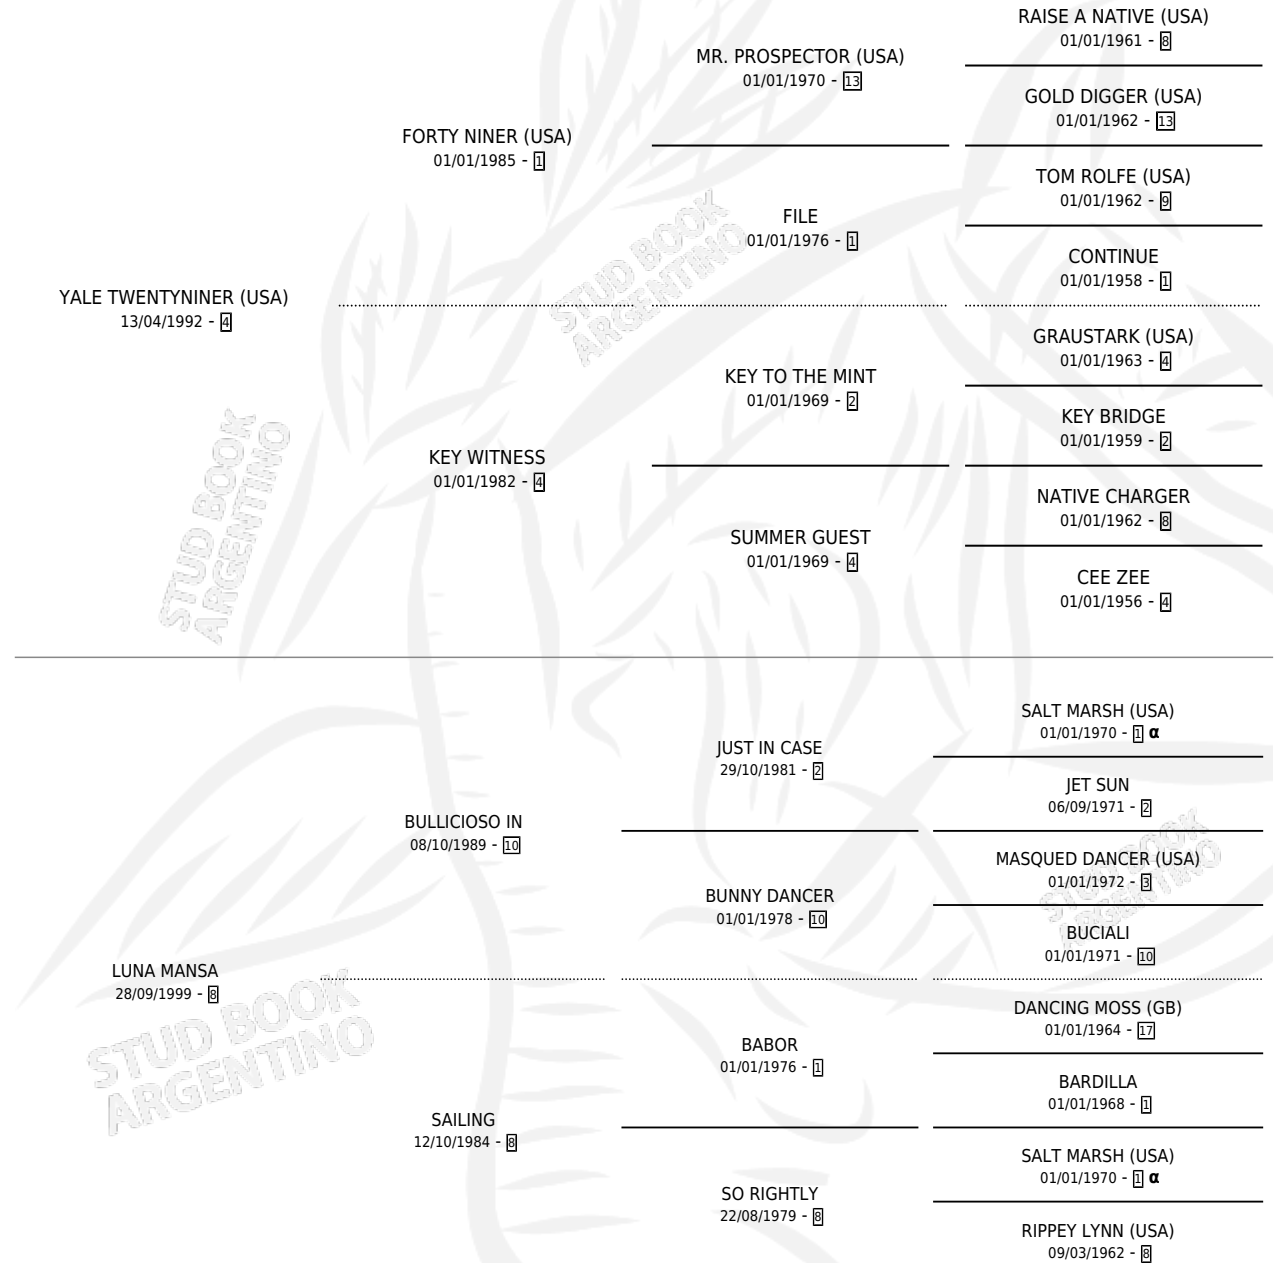 RAISE A NATIVE (USA)
01/01/1961 - 8
MR. PROSPECTOR (USA)
01/01/1970 - 13
GOLD DIGGER (USA)
01/01/1962 - 13
FORTY NINER (USA)
01/01/1985 - 1
TOM ROLFE (USA)
01/01/1962 - 9
FILE
01/01/1976 - 1
CONTINUE
01/01/1958 - 1
YALE TWENTYNINER (USA)
13/04/1992 - 4
GRAUSTARK (USA)
01/01/1963 - 4
KEY TO THE MINT
01/01/1969 - 2
KEY BRIDGE
01/01/1959 - 2
KEY WITNESS
01/01/1982 - 4
NATIVE CHARGER
01/01/1962 - 8
SUMMER GUEST
01/01/1969 - 4
CEE ZEE
01/01/1956 - 4
SALT MARSH (USA)
01/01/1970 - 1 α
JUST IN CASE
29/10/1981 - 2
JET SUN
06/09/1971 - 2
BULLICIOSO IN
08/10/1989 - 10
MASQUED DANCER (USA)
01/01/1972 - 3
BUNNY DANCER
01/01/1978 - 10
BUCIALI
01/01/1971 - 10
LUNA MANSA
28/09/1999 - 8
DANCING MOSS (GB)
01/01/1964 - 17
BABOR
01/01/1976 - 1
BARDILLA
01/01/1968 - 1
SAILING
12/10/1984 - 8
SALT MARSH (USA)
01/01/1970 - 1 α
SO RIGHTLY
22/08/1979 - 8
RIPPEY LYNN (USA)
09/03/1962 - 8
STUD BOOK
ARGENTINO
STUD BOOK
ARGENTINO
STUD BOOK
ARGENTINO
STUD BOOK
ARGENTINO